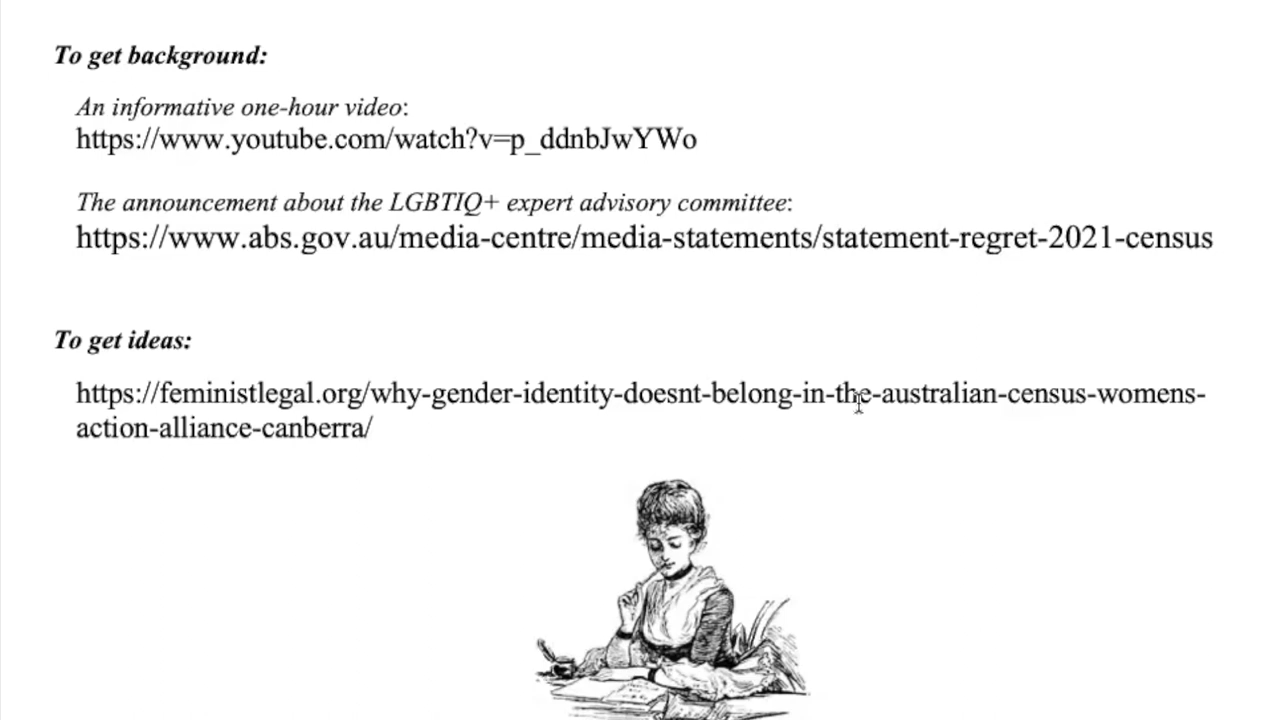 To get background:
An informative one-hour video:
https://www.youtube.com/watch?v=p_ddnbJwYWo
The announcement about the LGBTIQ+ expert advisory committee:
https://www.abs.gov.au/media-centre/media-statements/statement-regret-2021-census
To get ideas:
https://feministlegal.org/why-gender-identity-doesnt-belong-in-the-australian-census-womens-
action-alliance-canberra/